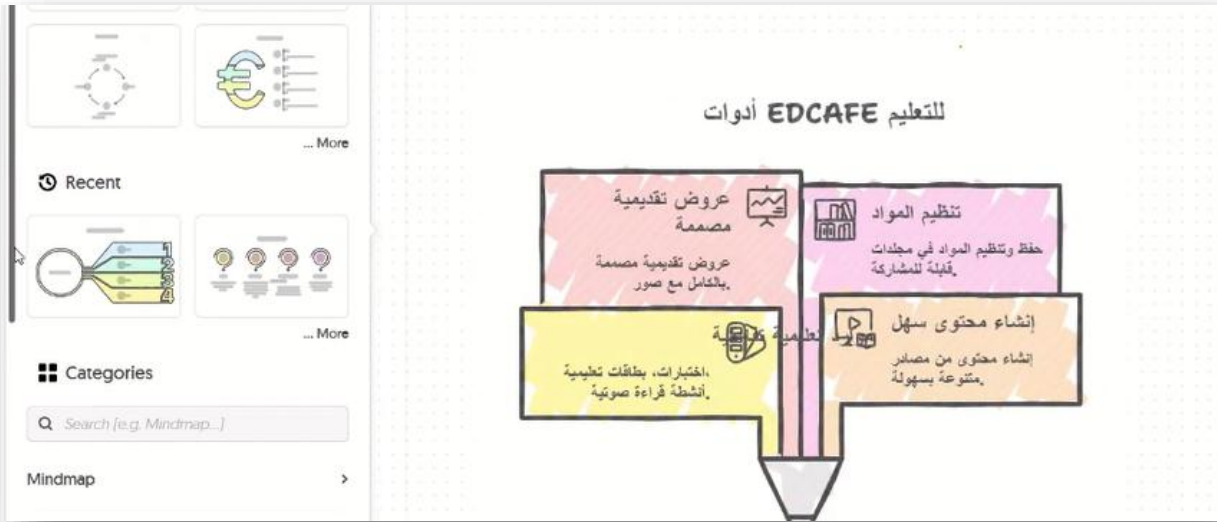 ... More
Recent
... More
Categories
Search [e.g. Mindmap...]
Mindmap
أدوات EDCAFE للتعليم
عروض تقديمية
مصممة
عروض تقديمية مصممة
بالكامل مع صور.
تنظيم المواد
حفظ وتنظيم المواد في مجلدات
قابلة للمشاركة.
تعليمية
اختبارات، بطاقات تعليمية،
أنشطة قراءة صوتية.
إنشاء محتوى سهل
إنشاء محتوى من مصادر
متنوعة بسهولة.